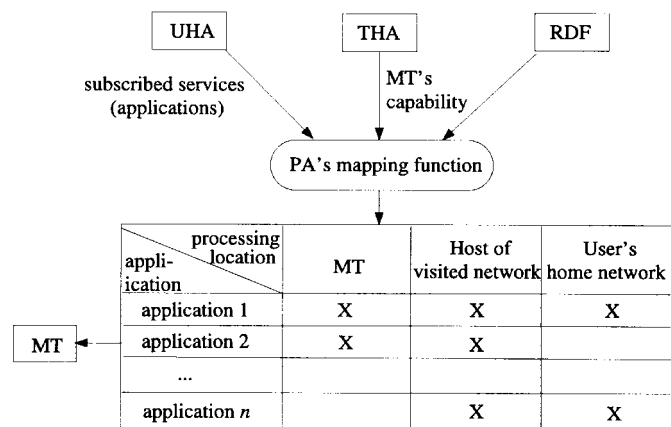 UHA
THA
RDF
subscribed services
(applications)
MT's
capability
PA's mapping function
processing
location
appli-
ication
MT
Host of
visited network
User's
home network
application 1
X
X
X
MT
application 2
X
X
...
application n
X
X